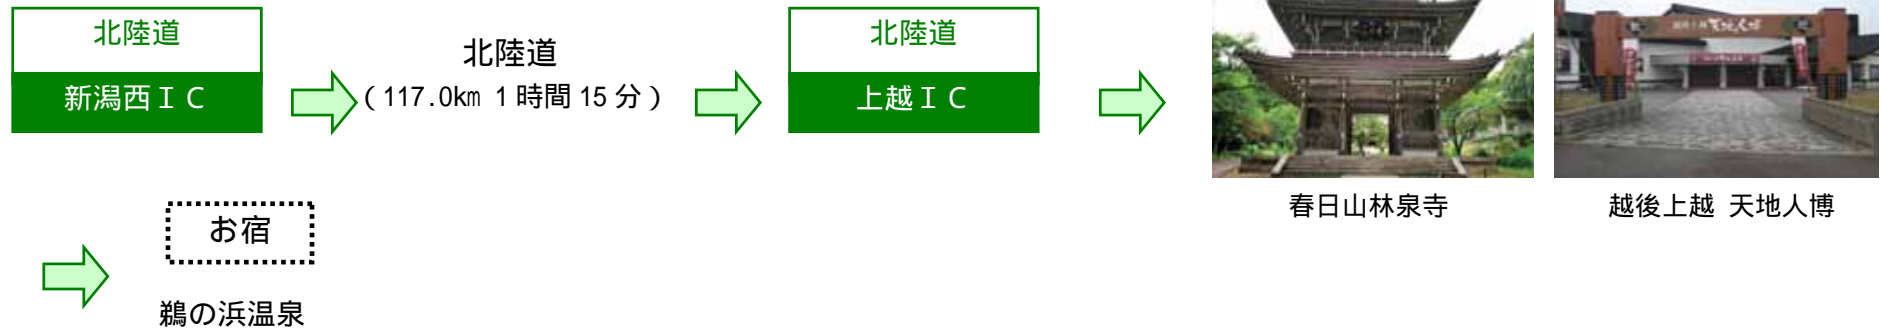 北陸道
新潟西ＩＣ
北陸道
（117.0km 1時間15分）
北陸道
上越ＩＣ
春日山林泉寺
越後上越 天地人博
お宿
鵜の浜温泉